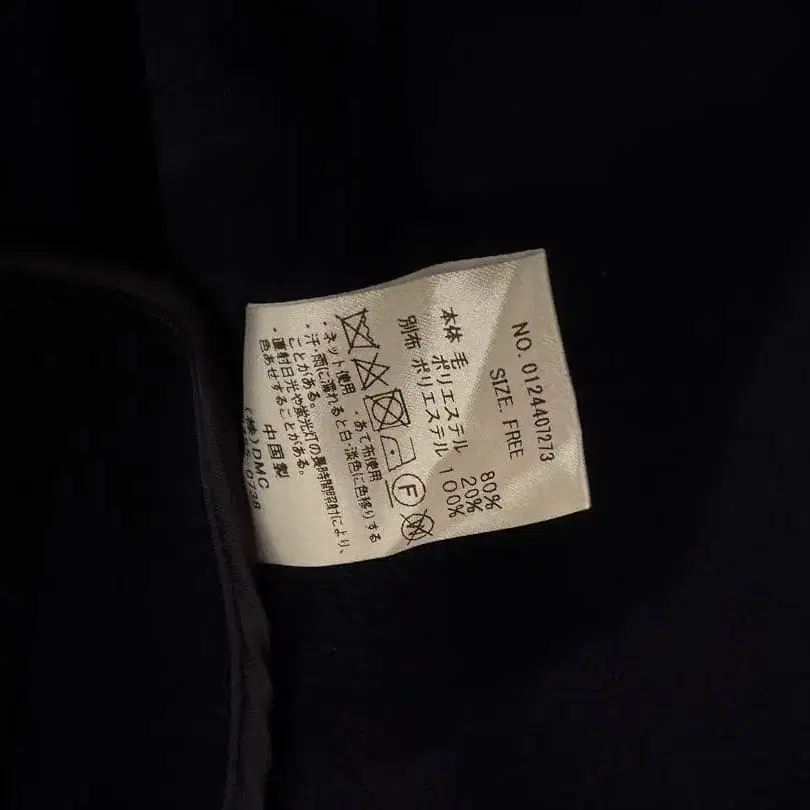 NO. 0124407273
SIZE. FREE
本体 毛 80%
ポリエステル 20%
別布 ポリエステル 100%
F
W
・ネット使用 ・あて布使用
・汗・雨に濡れると白・淡色に色移りする
ことがある。
・直射日光や蛍光灯の長時間照射により、
色あせすることがある。
中国製
(株)DMC
0738